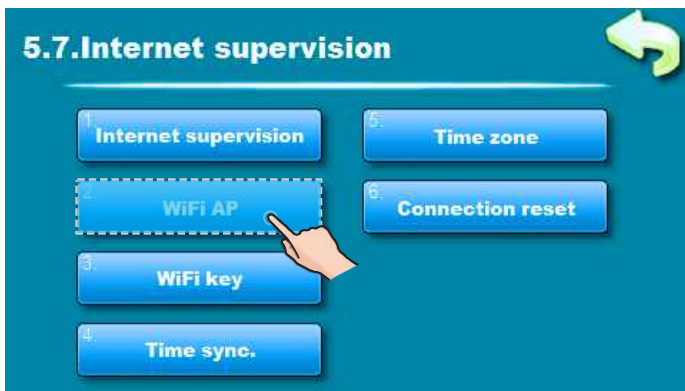 5.7.Internet supervision
1. Internet supervision
2. WiFi AP
3. WiFi key
4. Time sync.
5. Time zone
6. Connection reset